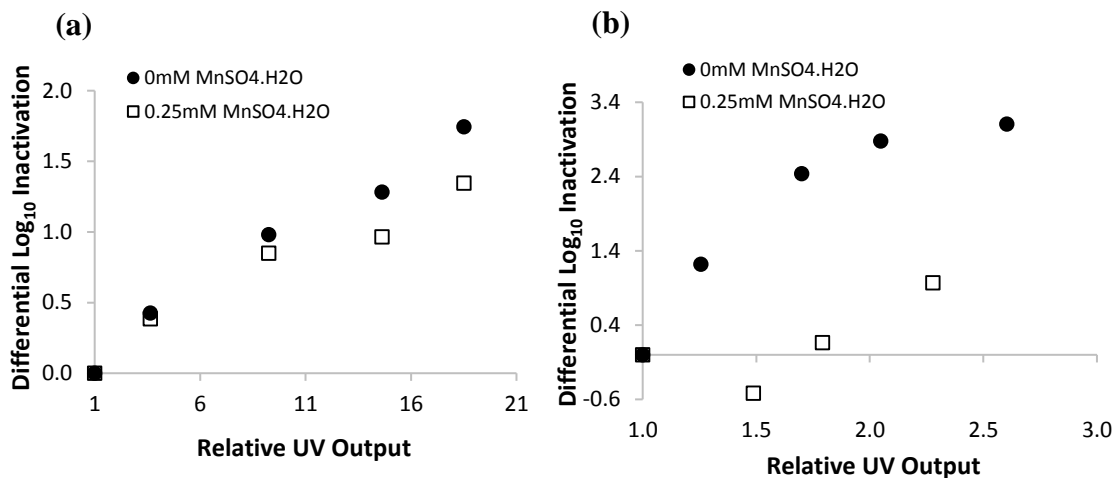 (a)
0mM MnSO4.H2O
0.25mM MnSO4.H2O
Differential Log10 Inactivation
2.0
1.5
1.0
0.5
0.0
1 6 11 16 21
Relative UV Output
(b)
0mM MnSO4.H2O
0.25mM MnSO4.H2O
Differential Log10 Inactivation
3.4
2.4
1.4
0.4
-0.6
1.0 1.5 2.0 2.5 3.0
Relative UV Output